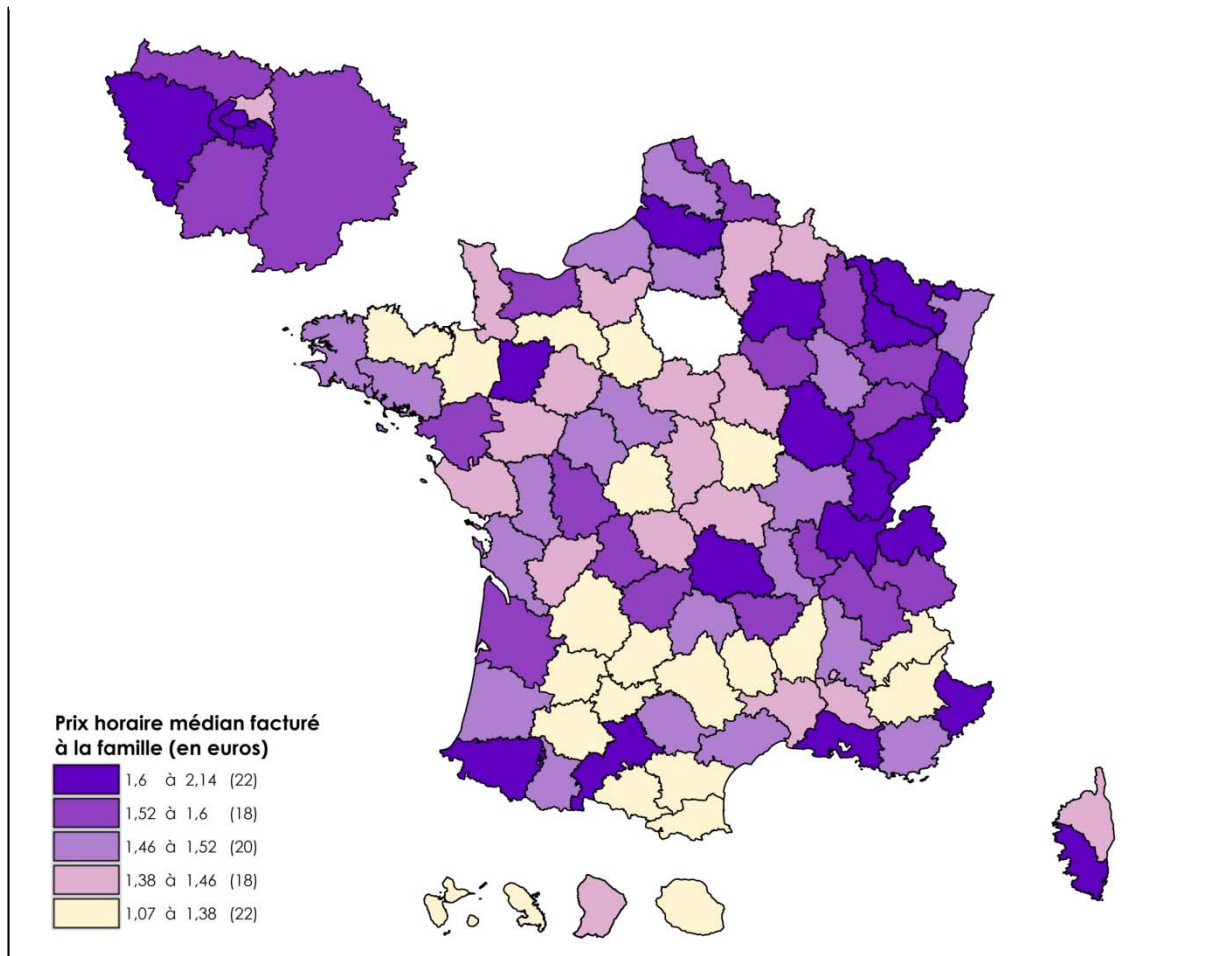 Prix horaire médian facturé
à la famille (en euros)
1,6 à 2,14 (22)
1,52 à 1,6 (18)
1,46 à 1,52 (20)
1,38 à 1,46 (18)
1,07 à 1,38 (22)